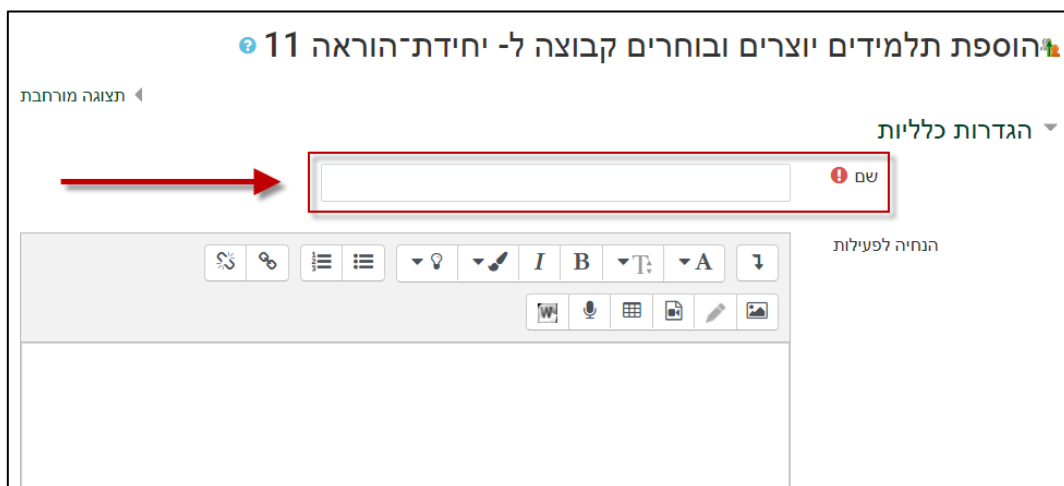 הוספת תלמידים יוצרים ובוחרים קבוצה ל- יחידת־הוראה 11
תצוגה מורחבת
הגדרות כלליות
שם
הנחיה לפעילות